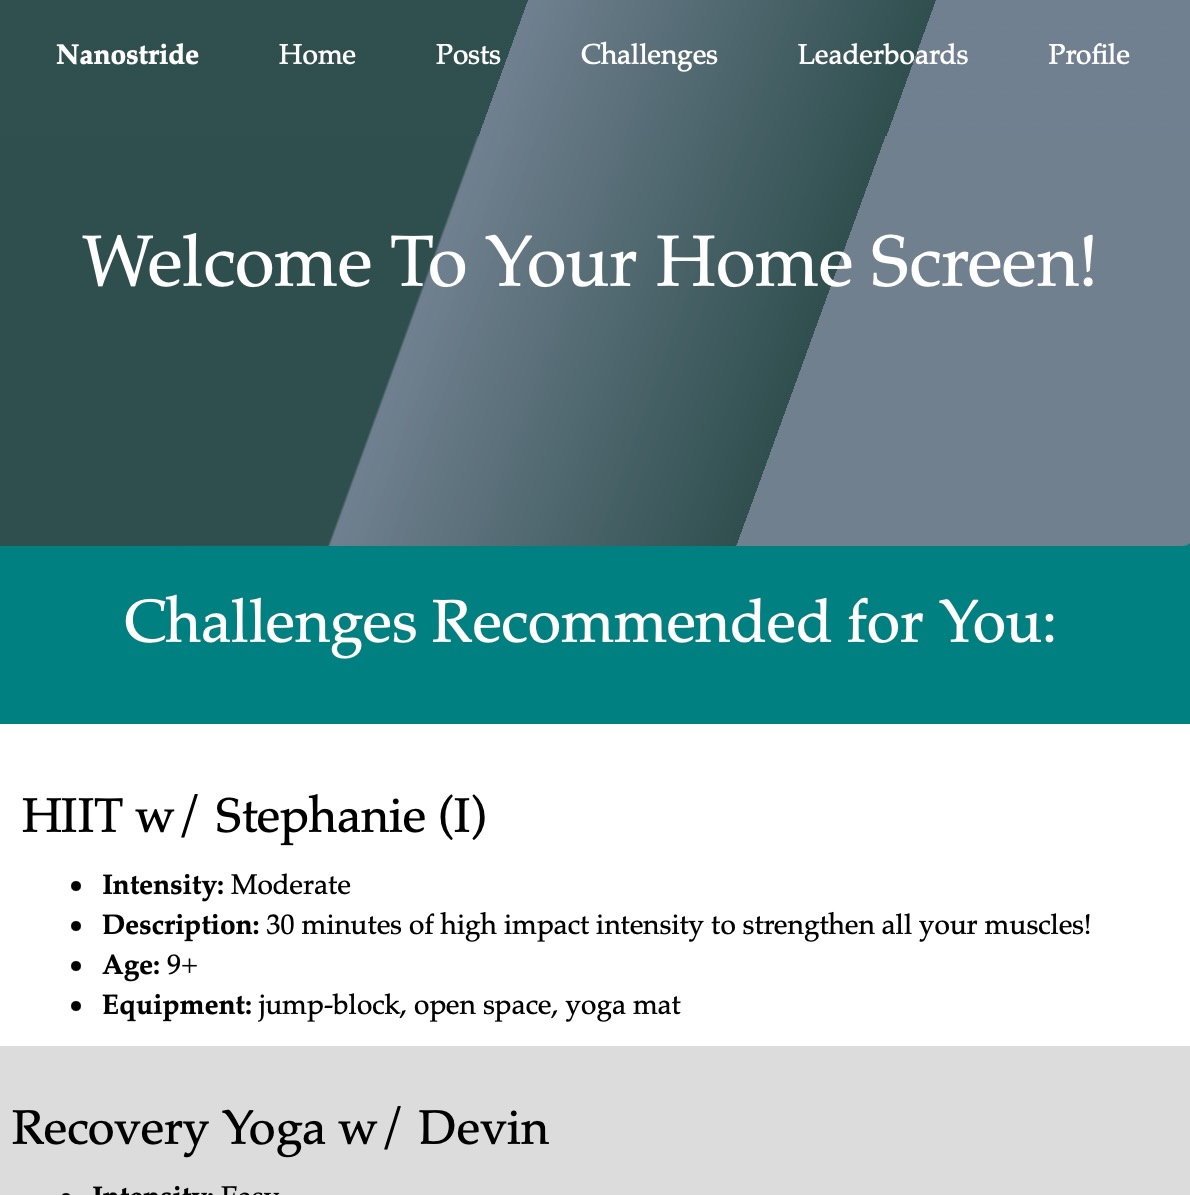 Nanostride Home Posts Challenges Leaderboards Profile
Welcome To Your Home Screen!
Challenges Recommended for You:
HIIT w/ Stephanie (I)
• Intensity: Moderate
• Description: 30 minutes of high impact intensity to strengthen all your muscles!
• Age: 9+
• Equipment: jump-block, open space, yoga mat
Recovery Yoga w/ Devin
• Intensity: Easy